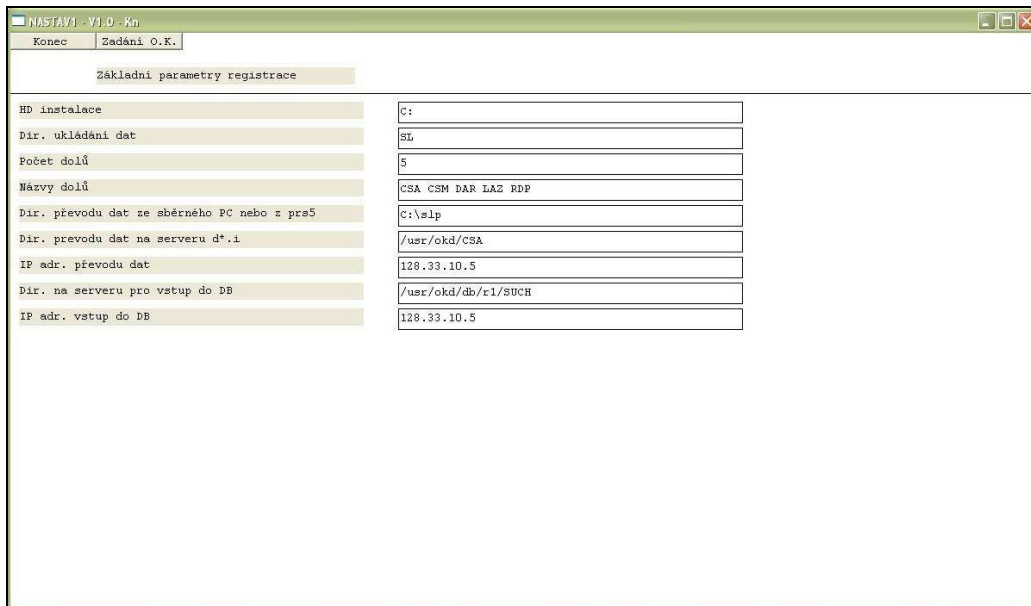 NASTAV1 - V1.0 - Kn
Konec Zadání O.K.
Základní parametry registrace
HD instalace C:
Dir. ukládání dat SL
Počet dolů 5
Názvy dolů CSA CSM DAR LAZ RDP
Dir. převodu dat ze sběrného PC nebo z prs5 C:\slp
Dir. prevodu dat na serveru d*.i /usr/okd/CSA
IP adr. převodu dat 128.33.10.5
Dir. na serveru pro vstup do DB /usr/okd/db/r1/SUCH
IP adr. vstup do DB 128.33.10.5